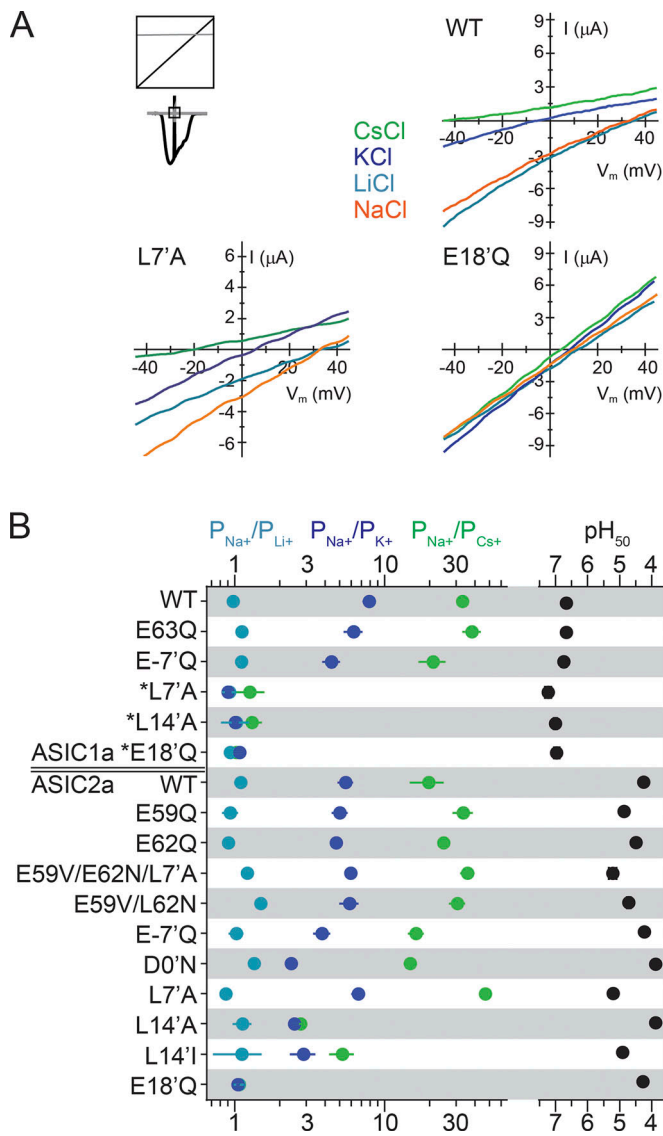 A
WT
I (µA)
9
6
3
-40 -20 20 40
Vm (mV)
-3
-6
-9
CsCl
KCl
LiCl
NaCl
L7'A
I (µA)
6
4
2
-40 20 40
Vm (mV)
-2
-4
-6
E18'Q
I (µA)
9
6
3
-40 -20 20 40
Vm (mV)
-3
-6
-9
B
PNa+/PLi+ PNa+/PK+ PNa+/PCs+ pH50
1 3 10 30 7 6 5 4
WT
E63Q
E-7'Q
*L7'A
*L14'A
ASIC1a *E18'Q
ASIC2a WT
E59Q
E62Q
E59V/E62N/L7'A
E59V/L62N
E-7'Q
D0'N
L7'A
L14'A
L14'I
E18'Q
1 3 10 30 7 6 5 4